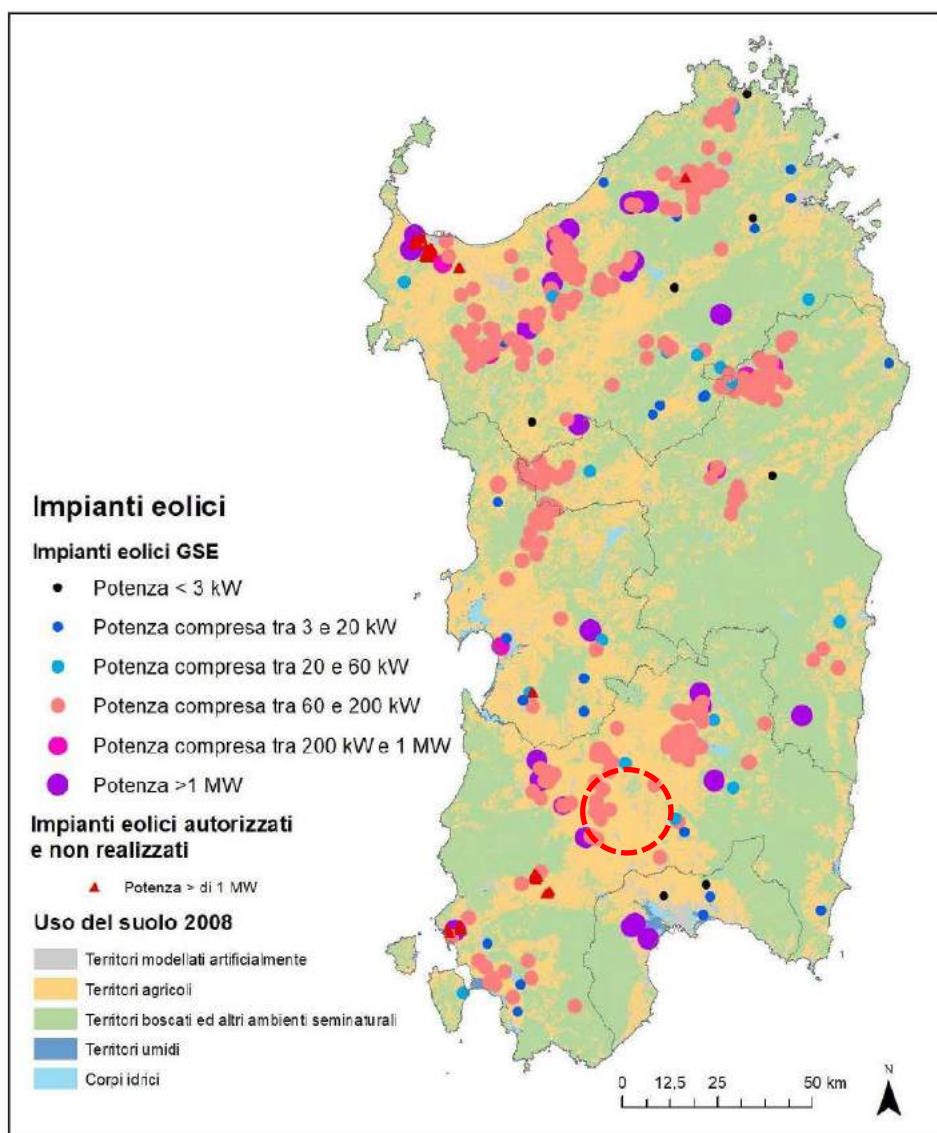 Impianti eolici
Impianti eolici GSE
Potenza < 3 kW
Potenza compresa tra 3 e 20 kW
Potenza compresa tra 20 e 60 kW
Potenza compresa tra 60 e 200 kW
Potenza compresa tra 200 kW e 1 MW
Potenza >1 MW
Impianti eolici autorizzati
e non realizzati
Potenza > di 1 MW
Uso del suolo 2008
Territori modellati artificialmente
Territori agricoli
Territori boscati ed altri ambienti seminaturali
Territori umidi
Corpi idrici
0 12,5 25 50 km
N